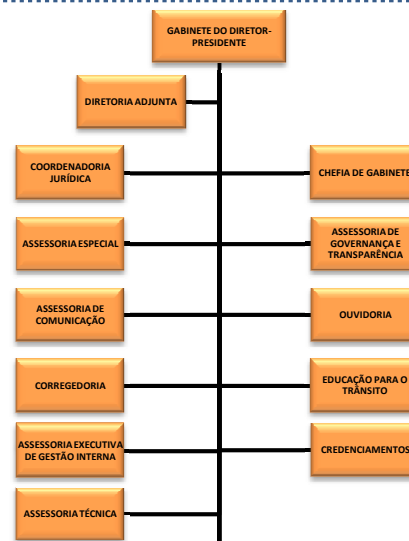 GABINETE DO DIRETOR-
PRESIDENTE
DIRETORIA ADJUNTA
COORDENADORIA
JURÍDICA
CHEFIA DE GABINETE
ASSESSORIA ESPECIAL
ASSESSORIA DE
GOVERNANÇA E
TRANSPARÊNCIA
ASSESSORIA DE
COMUNICAÇÃO
OUVIDORIA
CORREGEDORIA
EDUCAÇÃO PARA O
TRÂNSITO
ASSESSORIA EXECUTIVA
DE GESTÃO INTERNA
CREDENCIAMENTOS
ASSESSORIA TÉCNICA